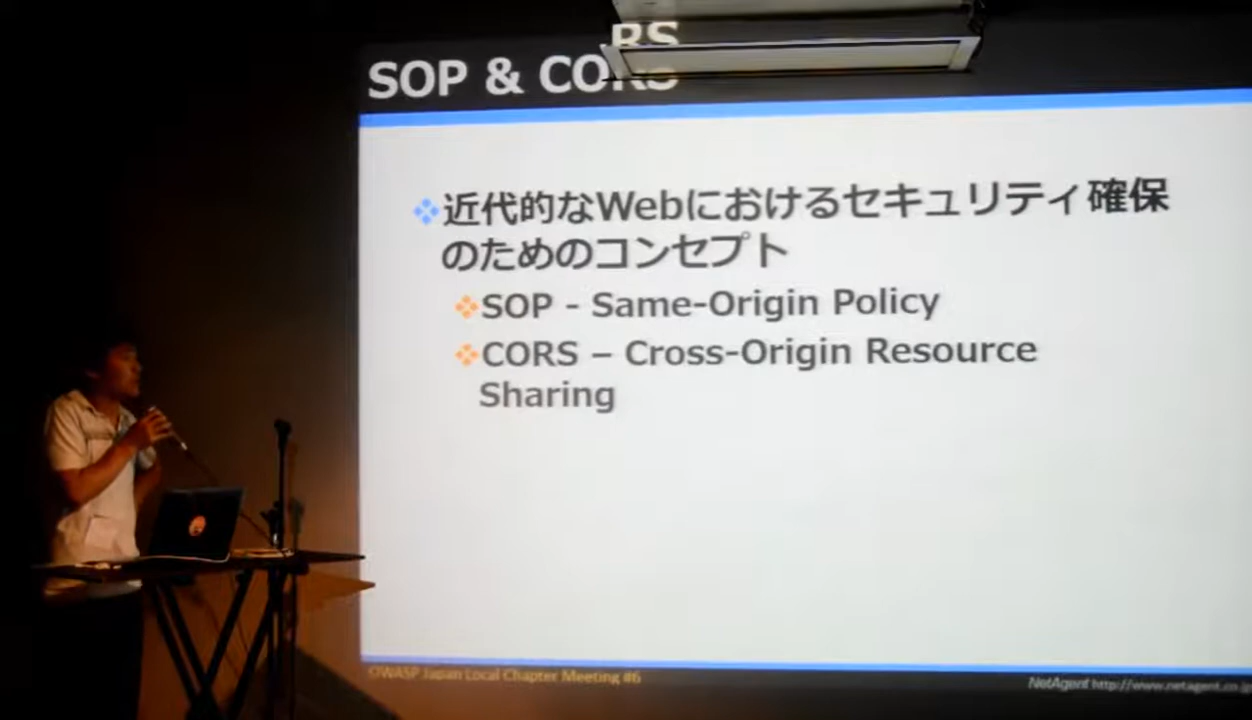 SOP & CORS
近代的なWebにおけるセキュリティ確保
のためのコンセプト
SOP - Same-Origin Policy
CORS – Cross-Origin Resource
Sharing
OWASP Japan Local Chapter Meeting #6
NetAgent http://www.netagent.co.jp